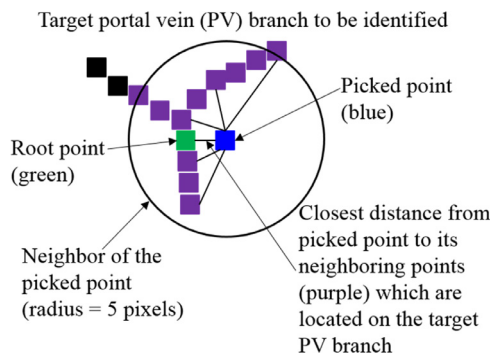 Target portal vein (PV) branch to be identified
Picked point
(blue)
Root point
(green)
Closest distance from
picked point to its
neighboring points
(purple) which are
located on the target
PV branch
Neighbor of the
picked point
(radius = 5 pixels)